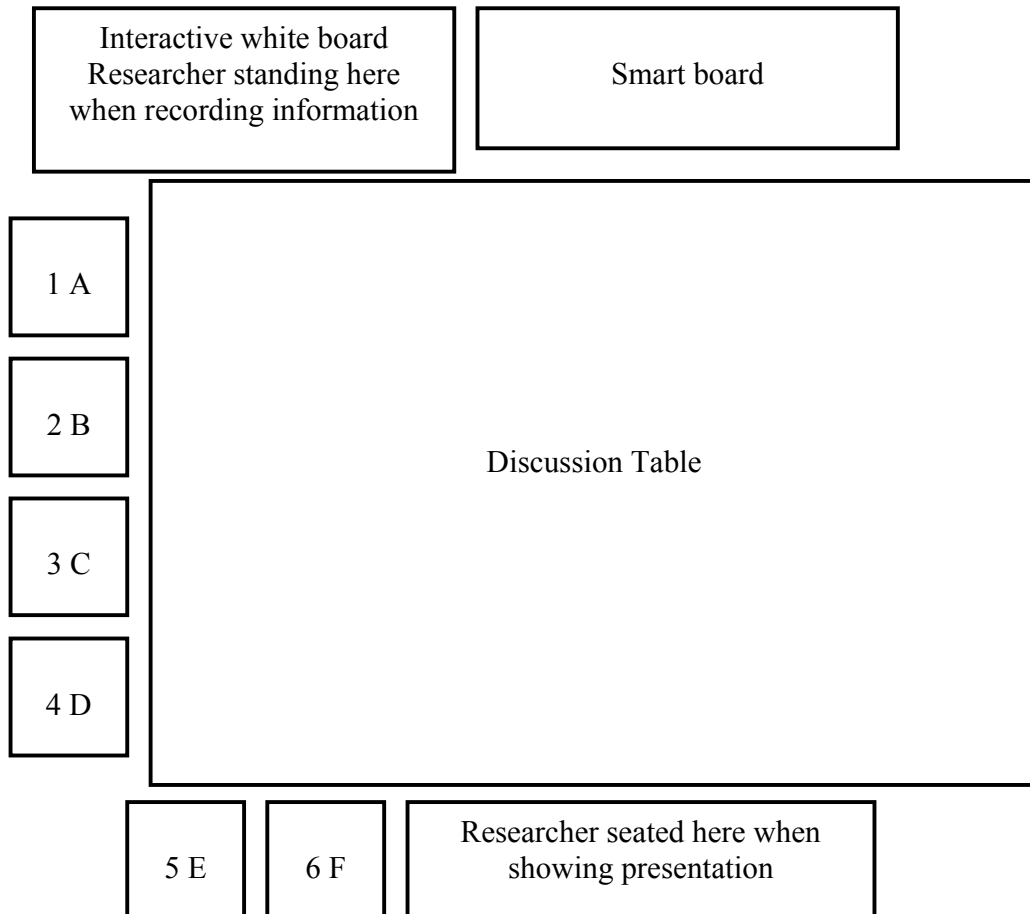 Interactive white board
Researcher standing here
when recording information
Smart board
1 A
2 B
Discussion Table
3 C
4 D
5 E
6 F
Researcher seated here when
showing presentation